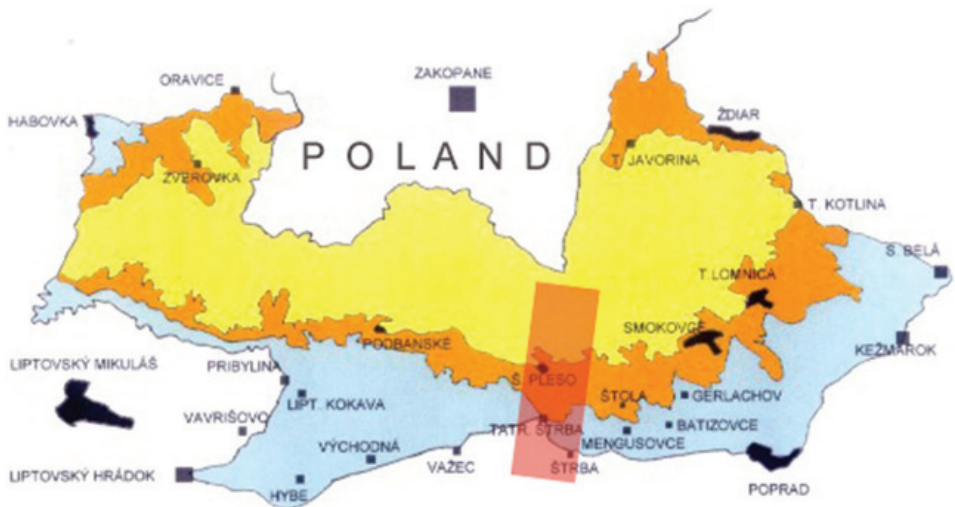 ORAVICE
ZAKOPANE
HABOVKA
ŽDIAR
POLAND
T. JAVORINA
ZVEROVKA
T. KOTLINA
S. BELÁ
T.LOMNICA
SMOKOVCE
PODBANSKÉ
KEŽMAROK
LIPTOVSKÝ MIKULÁŠ
PRIBYLINA
Š. PLESO
LIPT. KOKAVA
ŠTOLA
GERLACHOV
VAVRIŠOVO
TATR. ŠTRBA
BATIZOVCE
VÝCHODNÁ
MENGUSOVCE
LIPTOVSKÝ HRÁDOK
VAŽEC
ŠTRBA
HYBE
POPRAD